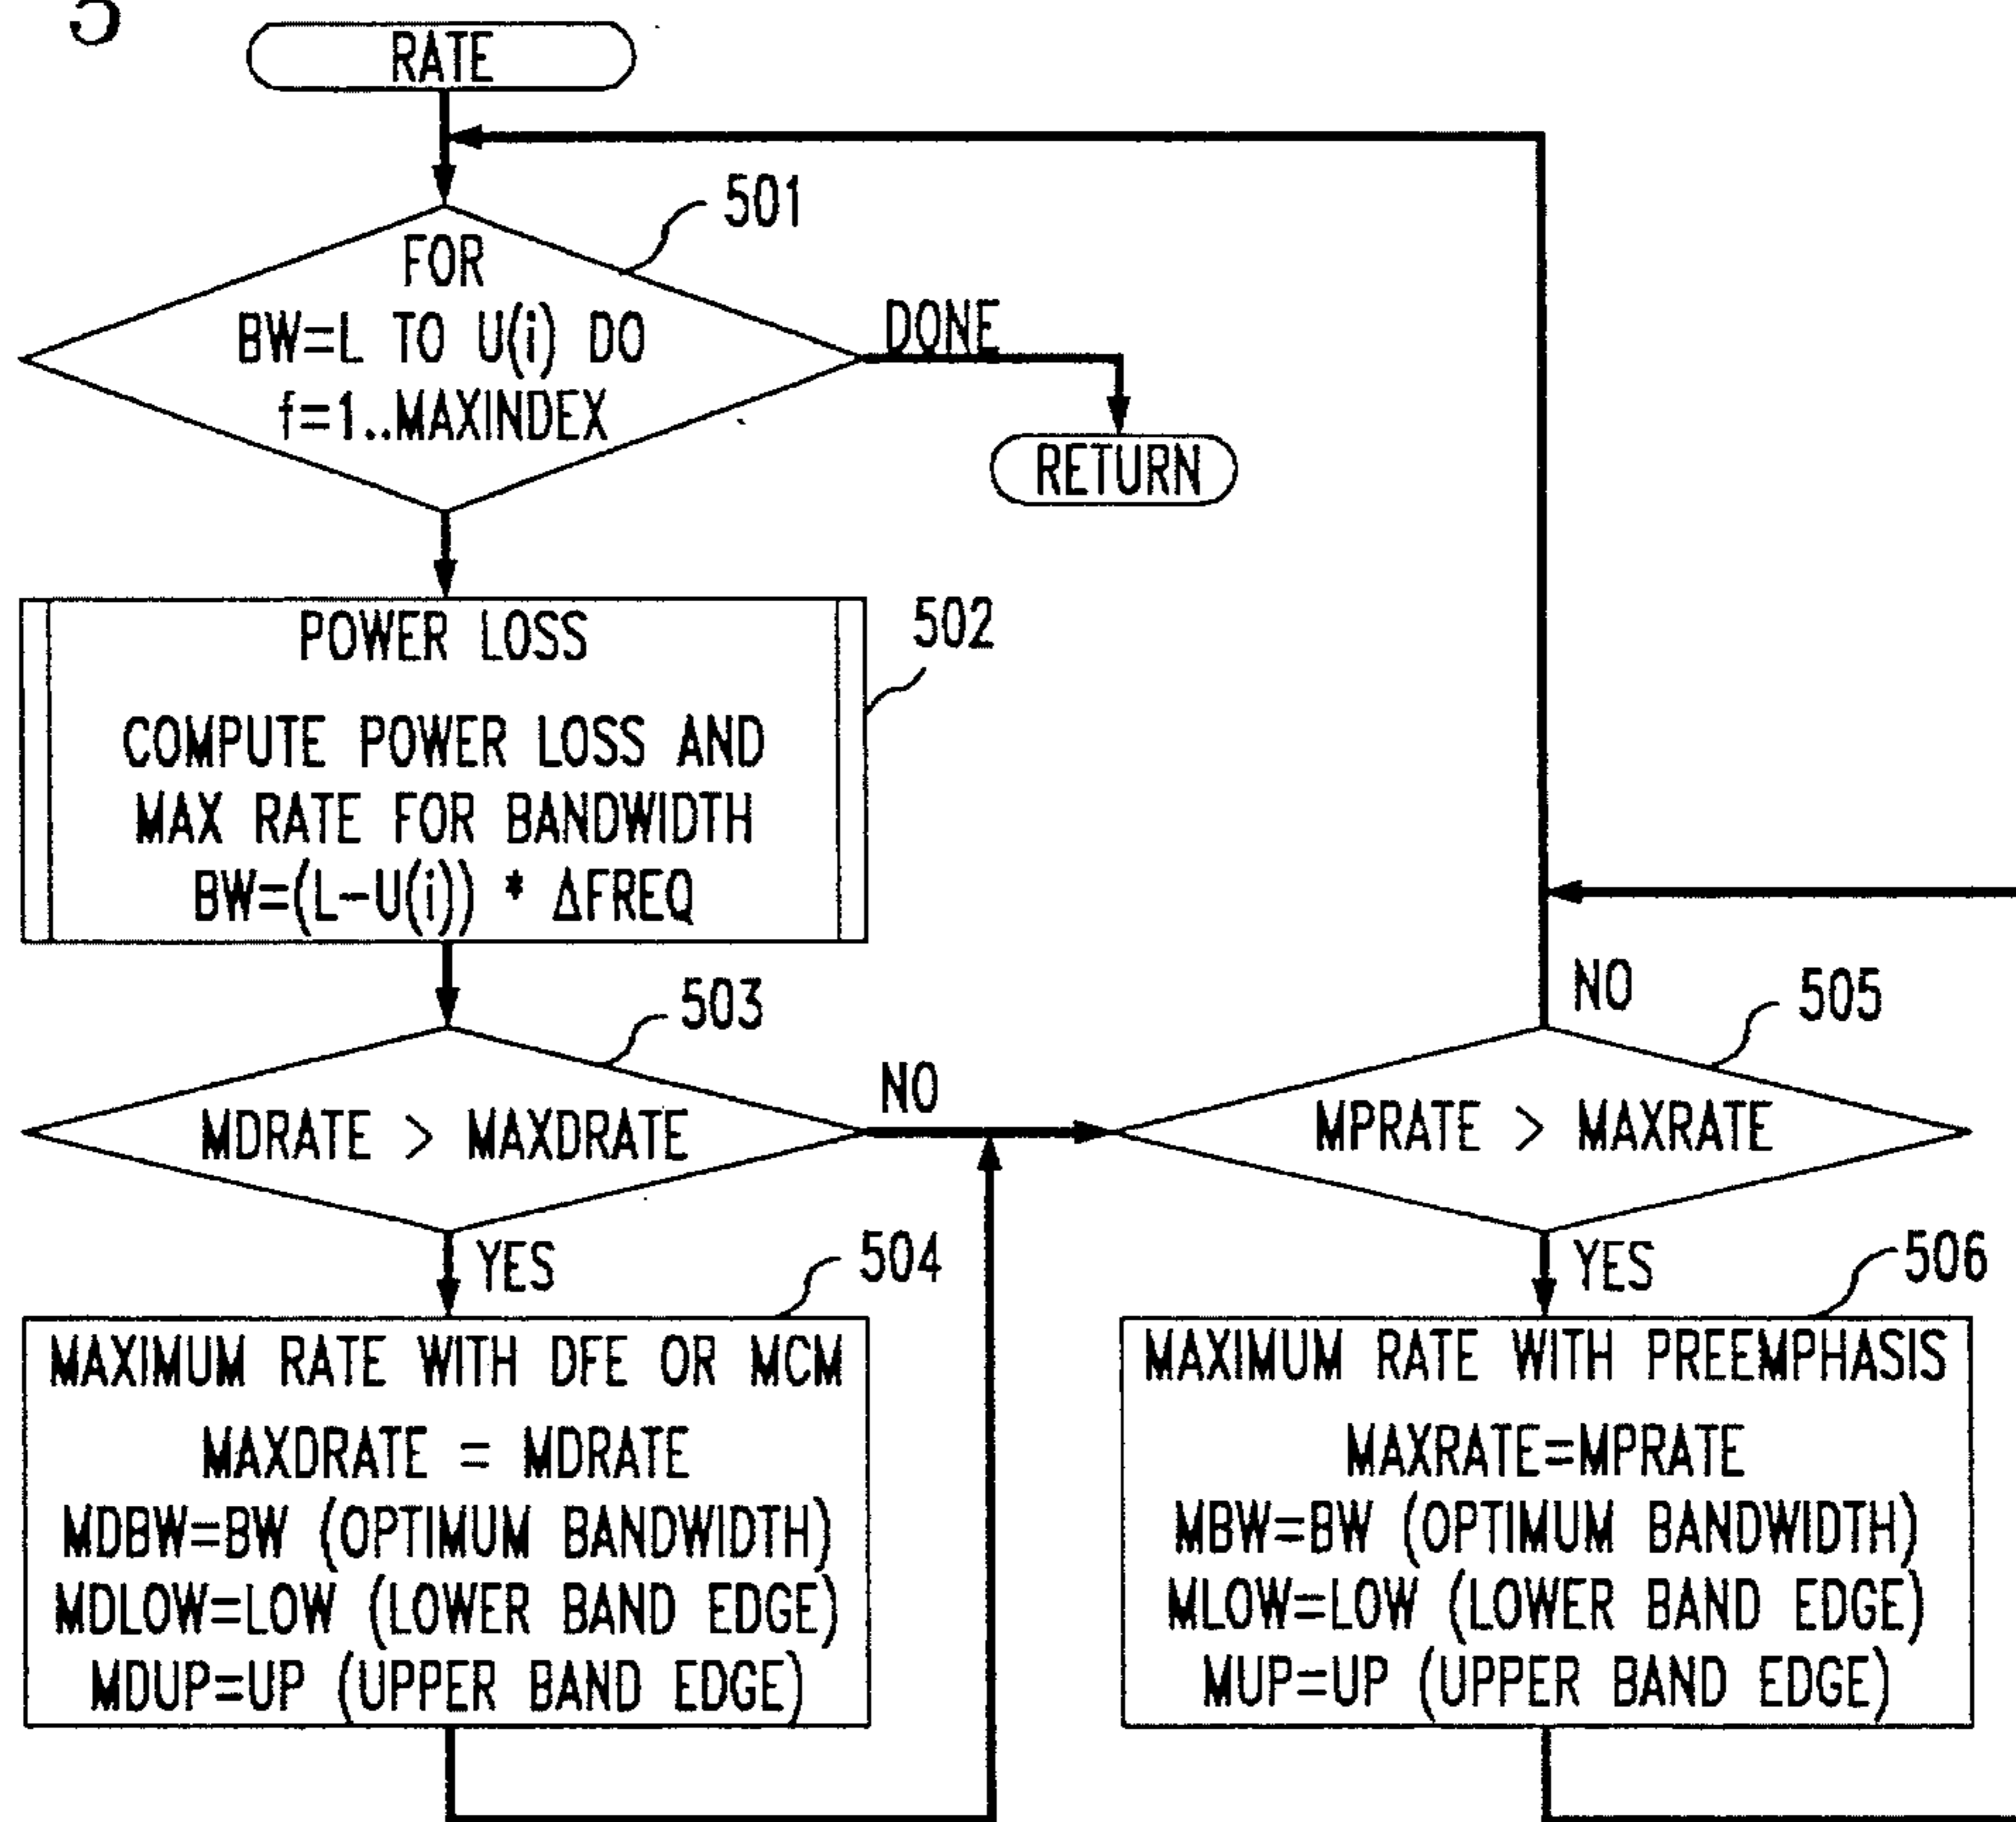 5
RATE
501
FOR
BW=L TO U(i) DO
f=1..MAXINDEX
DONE
RETURN
502
POWER LOSS
COMPUTE POWER LOSS AND
MAX RATE FOR BANDWIDTH
BW=(L-U(i)) * ΔFREQ
503
MDRATE > MAXDRATE
NO
YES
504
MAXIMUM RATE WITH DFE OR MCM
MAXDRATE = MDRATE
MDBW=BW (OPTIMUM BANDWIDTH)
MDLOW=LOW (LOWER BAND EDGE)
MDUP=UP (UPPER BAND EDGE)
NO
505
MPRATE > MAXRATE
YES
506
MAXIMUM RATE WITH PREEMPHASIS
MAXRATE=MPRATE
MBW=BW (OPTIMUM BANDWIDTH)
MLOW=LOW (LOWER BAND EDGE)
MUP=UP (UPPER BAND EDGE)